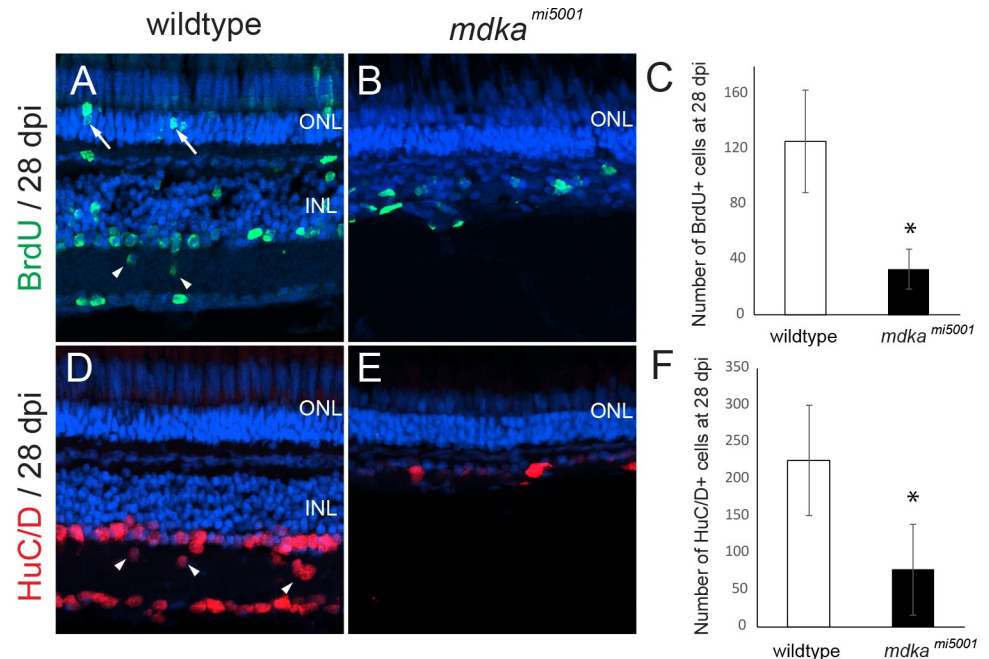 wildtype
mdka mi5001
BrdU / 28 dpi
A
ONL
INL
B
ONL
C
Number of BrdU+ cells at 28 dpi
160
120
80
40
0
*
wildtype
mdka mi5001
HuC/D / 28 dpi
D
ONL
INL
E
ONL
F
Number of HuC/D+ cells at 28 dpi
350
300
250
200
150
100
50
0
*
wildtype
mdka mi5001